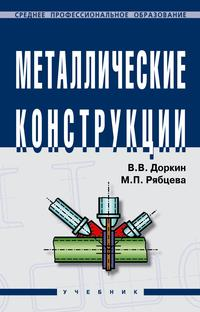 СРЕДНЕЕ ПРОФЕССИОНАЛЬНОЕ ОБРАЗОВАНИЕ
МЕТАЛЛИЧЕСКИЕ
КОНСТРУКЦИИ
В.В. Доркин
М.П. Рябцева
УЧЕБНИК